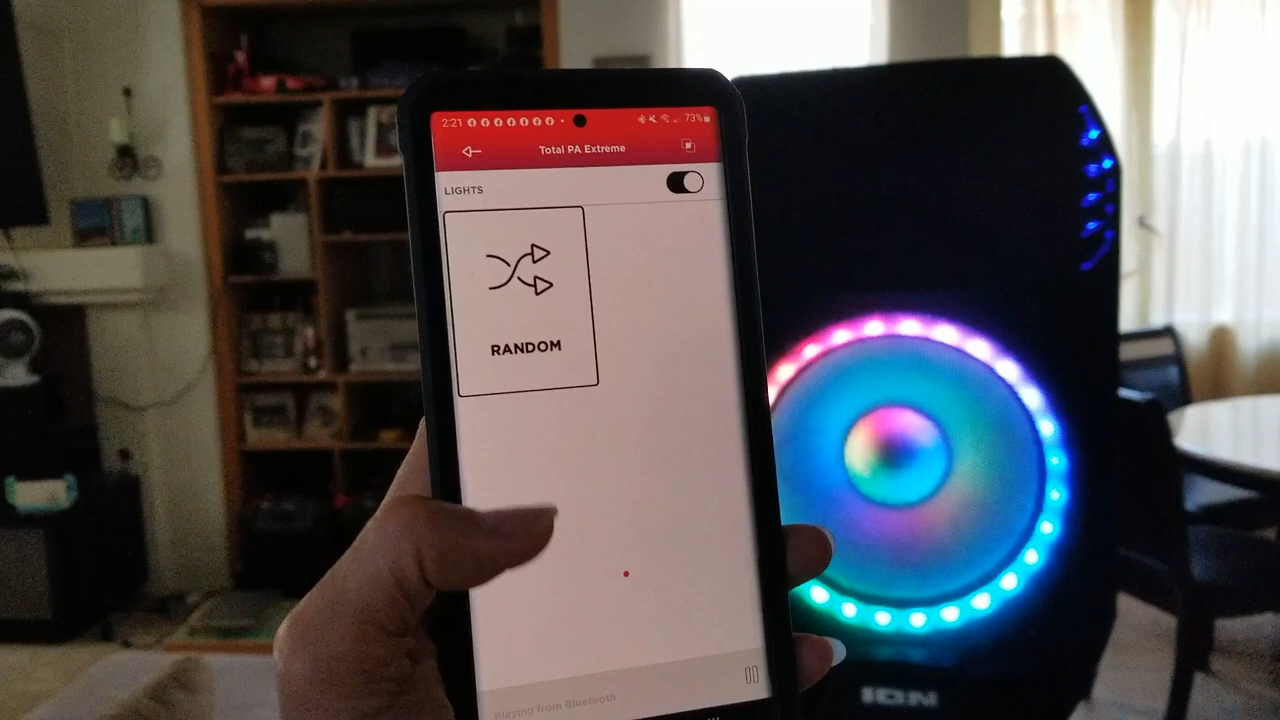 2:21
73%
Total PA Extreme
LIGHTS
RANDOM
Playing from Bluetooth
ION